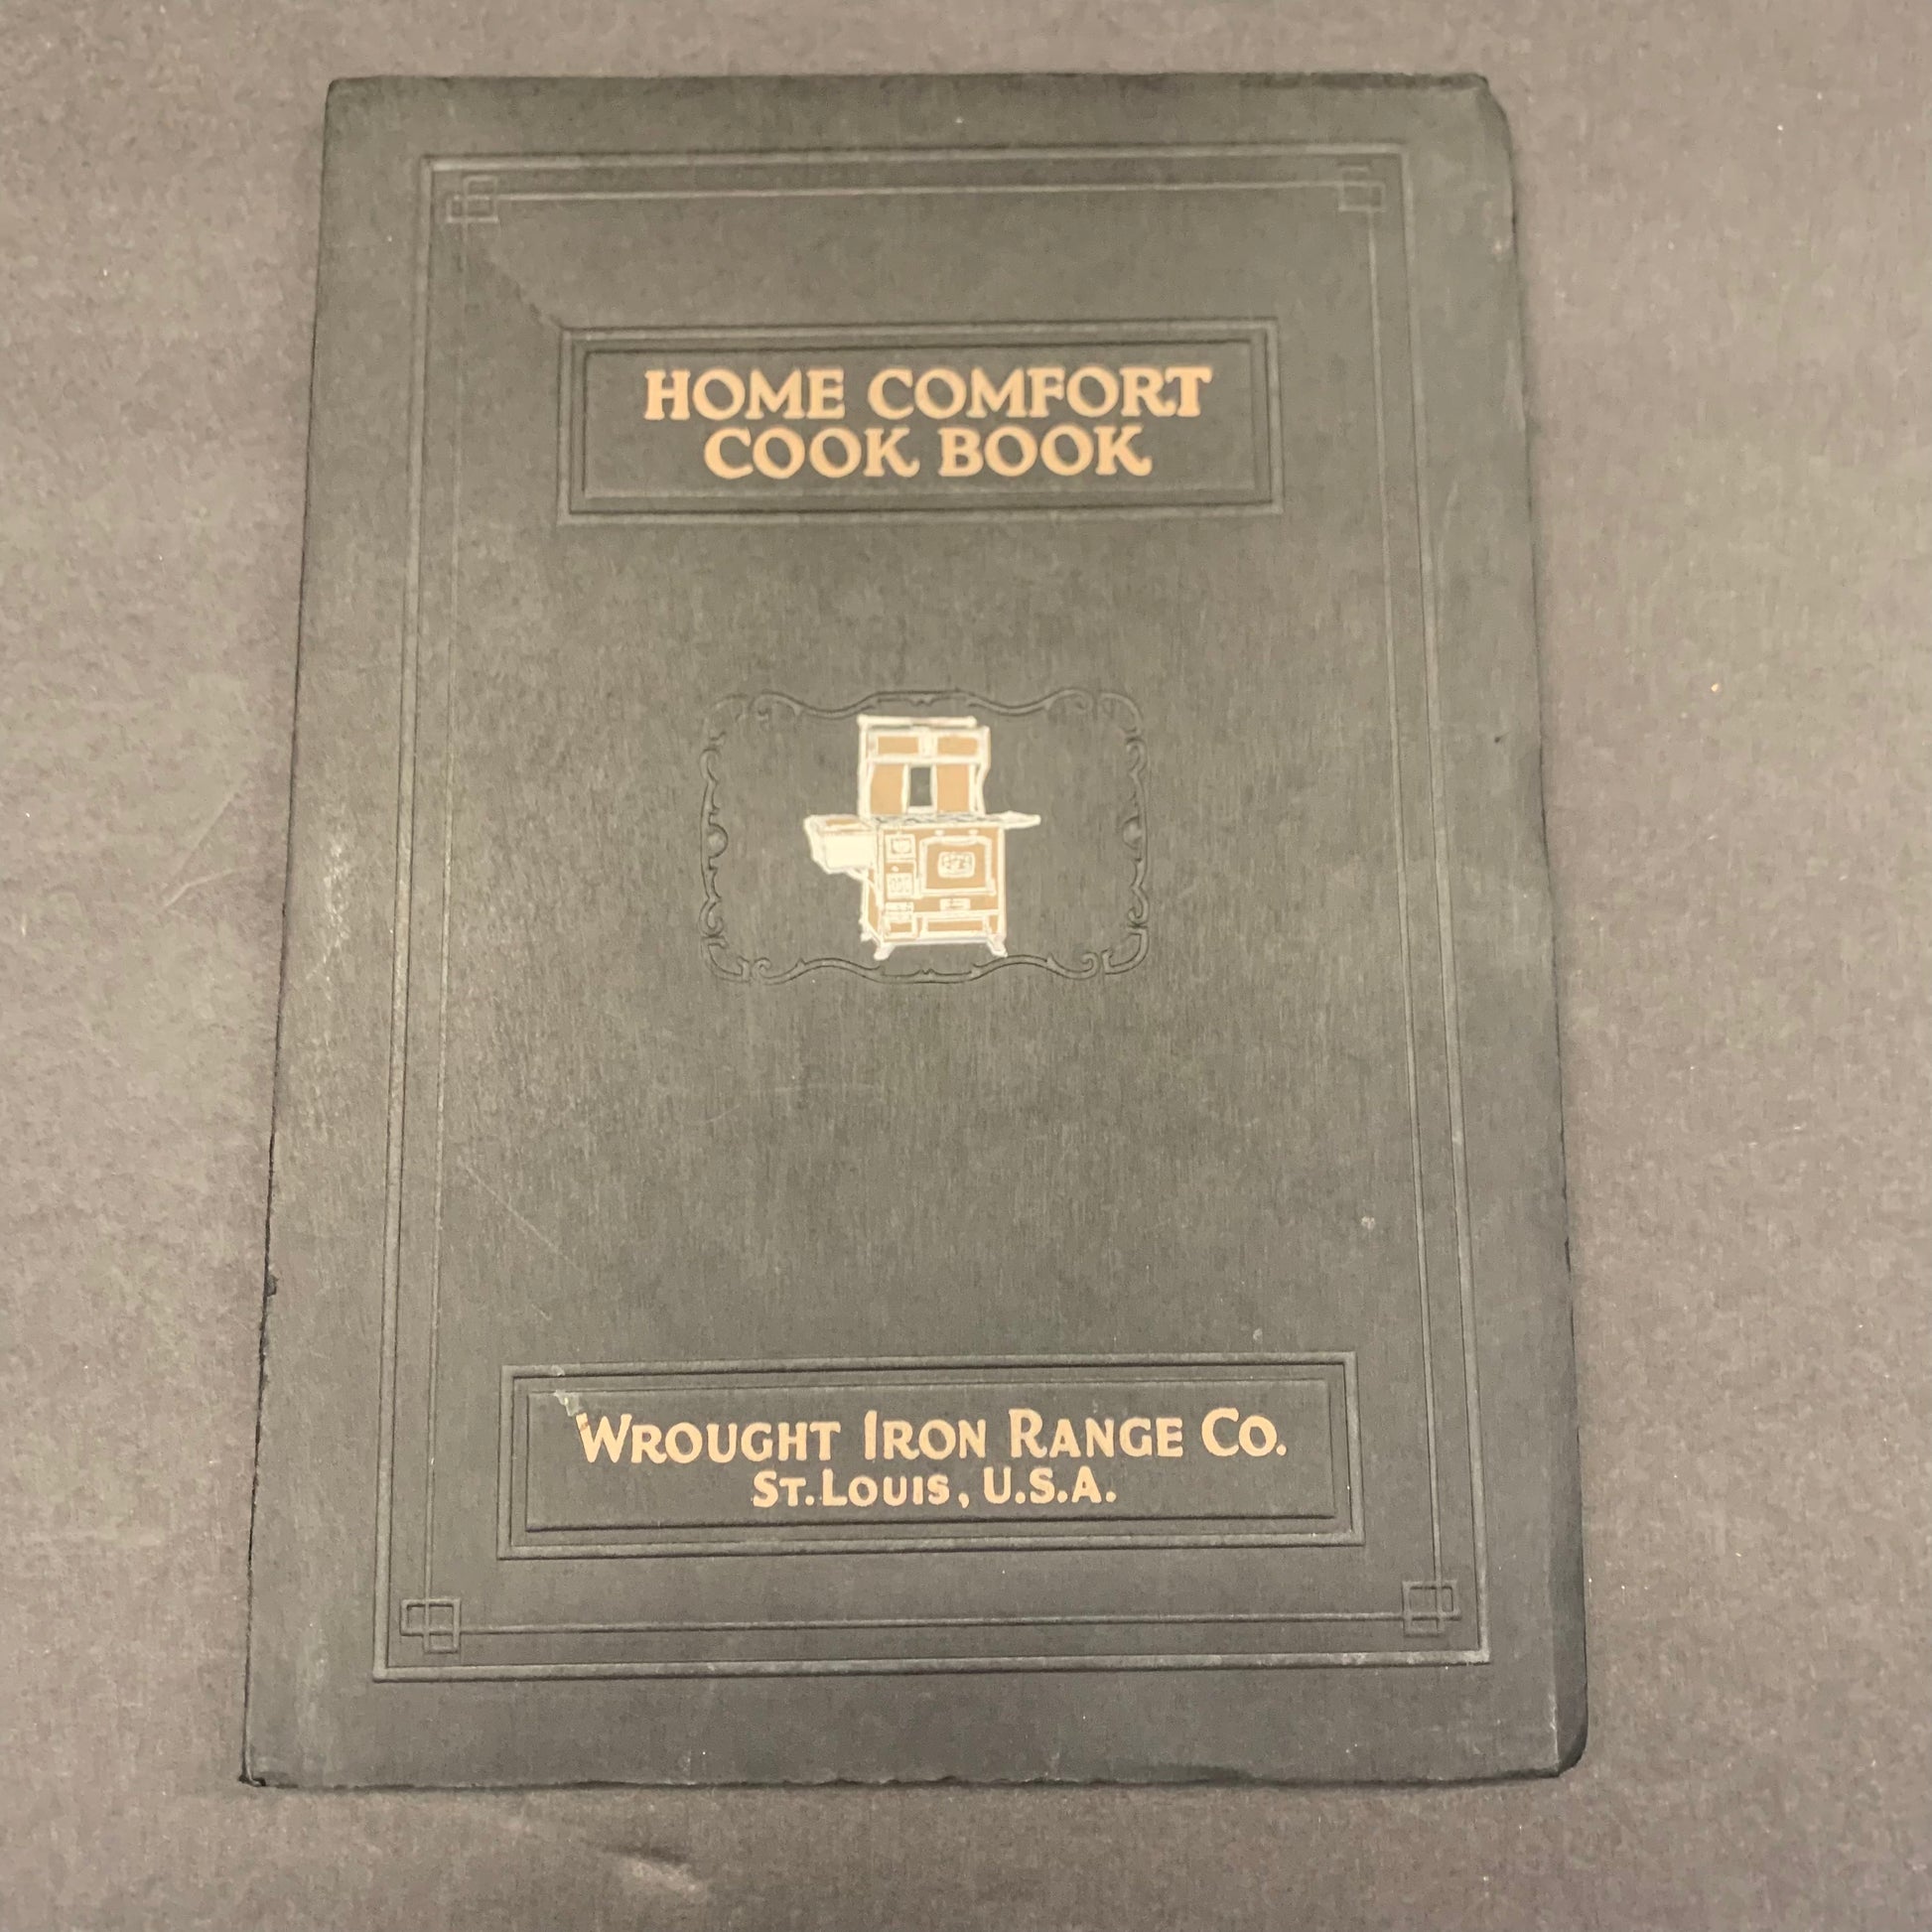 HOME COMFORT
COOK BOOK
WROUGHT IRON RANGE CO.
ST. LOUIS, U.S.A.